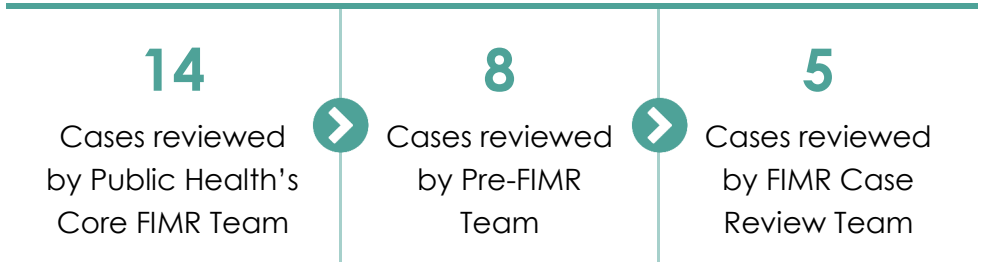 14
Cases reviewed
by Public Health's
Core FIMR Team
8
Cases reviewed
by Pre-FIMR
Team
5
Cases reviewed
by FIMR Case
Review Team